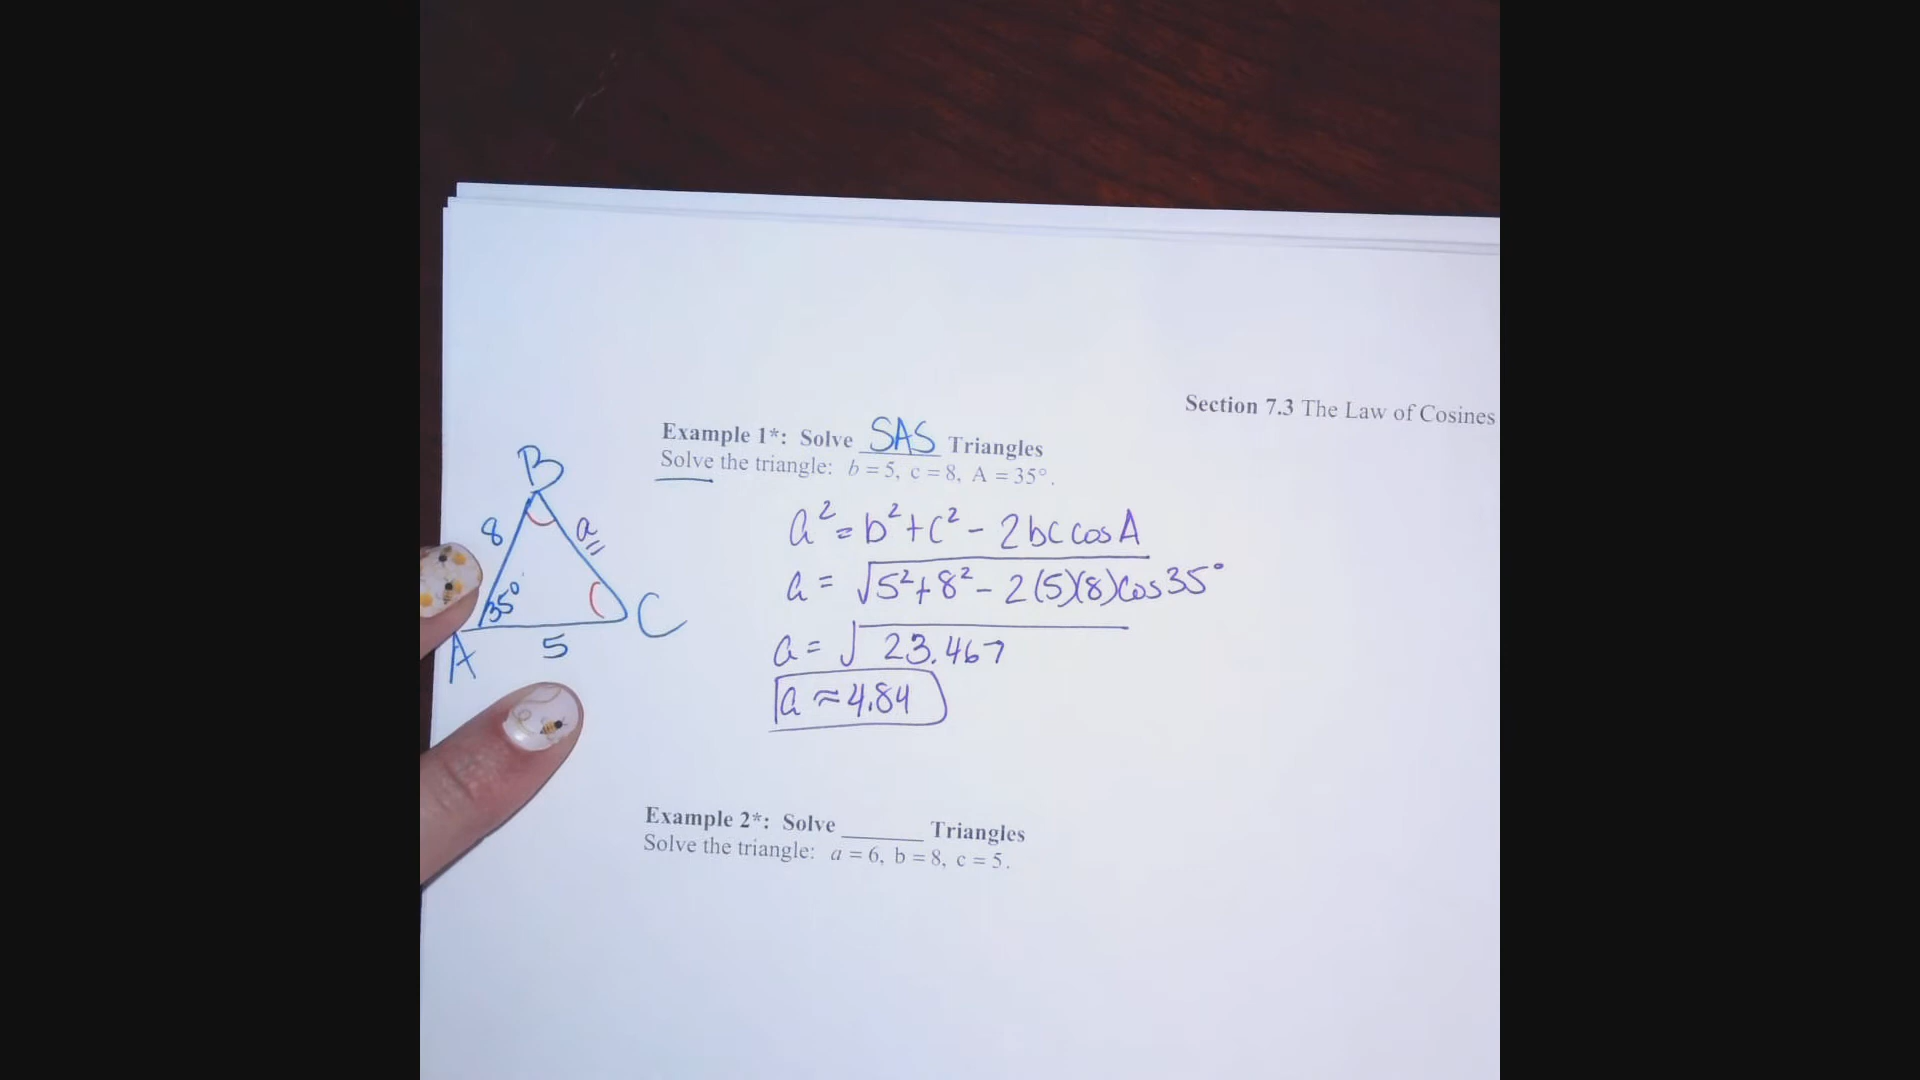 Section 7.3 The Law of Cosines
Example 1*: Solve SAS Triangles
Solve the triangle: b = 5, c = 8, A = 35°.
B
8
a
35°
C
A
5
a² = b² + c² - 2bc cos A
a = √5² + 8² - 2(5)(8)cos 35°
a = √23.467
a ≈ 4.84
Example 2*: Solve ______ Triangles
Solve the triangle: a = 6, b = 8, c = 5.